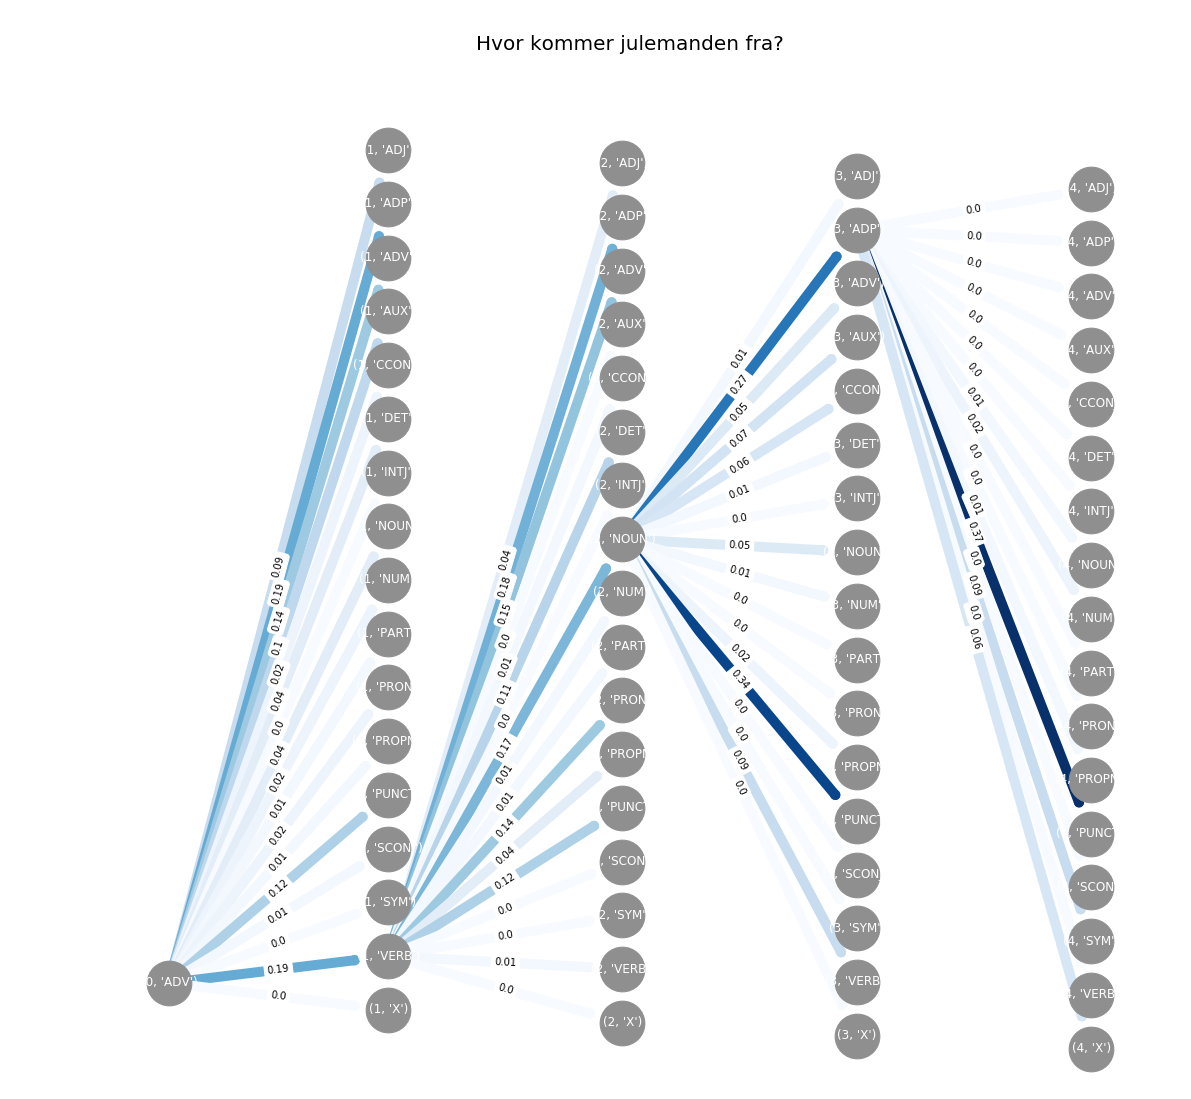 Hvor kommer julemanden fra?
0, 'ADV'
0.09
0.19
0.14
0.1
0.02
0.04
0.0
0.04
0.02
0.01
0.02
0.01
0.12
0.01
0.0
0.19
0.0
1, 'ADJ'
1, 'ADP'
(1, 'ADV'
(1, 'AUX'
(1, 'CCON
1, 'DET'
1, 'INTJ'
, 'NOUN
1, 'NUM'
, 'PART
, 'PRON
, 'PROPN
, 'PUNCT
, 'SCON
1, 'SYM'
1, 'VERB
(1, 'X')
0.04
0.18
0.15
0.0
0.01
0.11
0.0
0.17
0.01
0.01
0.14
0.04
0.12
0.0
0.0
0.01
0.0
2, 'ADJ'
2, 'ADP'
2, 'ADV'
2, 'AUX'
, 'CCON
2, 'DET'
(2, 'INTJ'
, 'NOUN
(2, 'NUM'
, 'PART
, 'PRON
, 'PROPN
, 'PUNCT
, 'SCON
2, 'SYM'
2, 'VERB
(2, 'X')
0.01
0.27
0.05
0.07
0.06
0.01
0.0
0.05
0.01
0.0
0.0
0.02
0.34
0.0
0.0
0.09
0.0
3, 'ADJ'
3, 'ADP'
3, 'ADV'
3, 'AUX'
, 'CCON
3, 'DET'
3, 'INTJ'
, 'NOUN
3, 'NUM'
3, 'PART
, 'PRON
, 'PROPN
, 'PUNCT
, 'SCON
(3, 'SYM'
, 'VERB
(3, 'X')
0.0
0.0
0.0
0.0
0.0
0.0
0.0
0.01
0.02
0.0
0.0
0.01
0.37
0.0
0.09
0.0
0.06
4, 'ADJ'
4, 'ADP'
4, 'ADV'
4, 'AUX'
, 'CCON
4, 'DET'
4, 'INTJ'
, 'NOUN
4, 'NUM'
4, 'PART
, 'PRON
, 'PROPN
, 'PUNCT
, 'SCON
4, 'SYM'
4, 'VERB
(4, 'X')